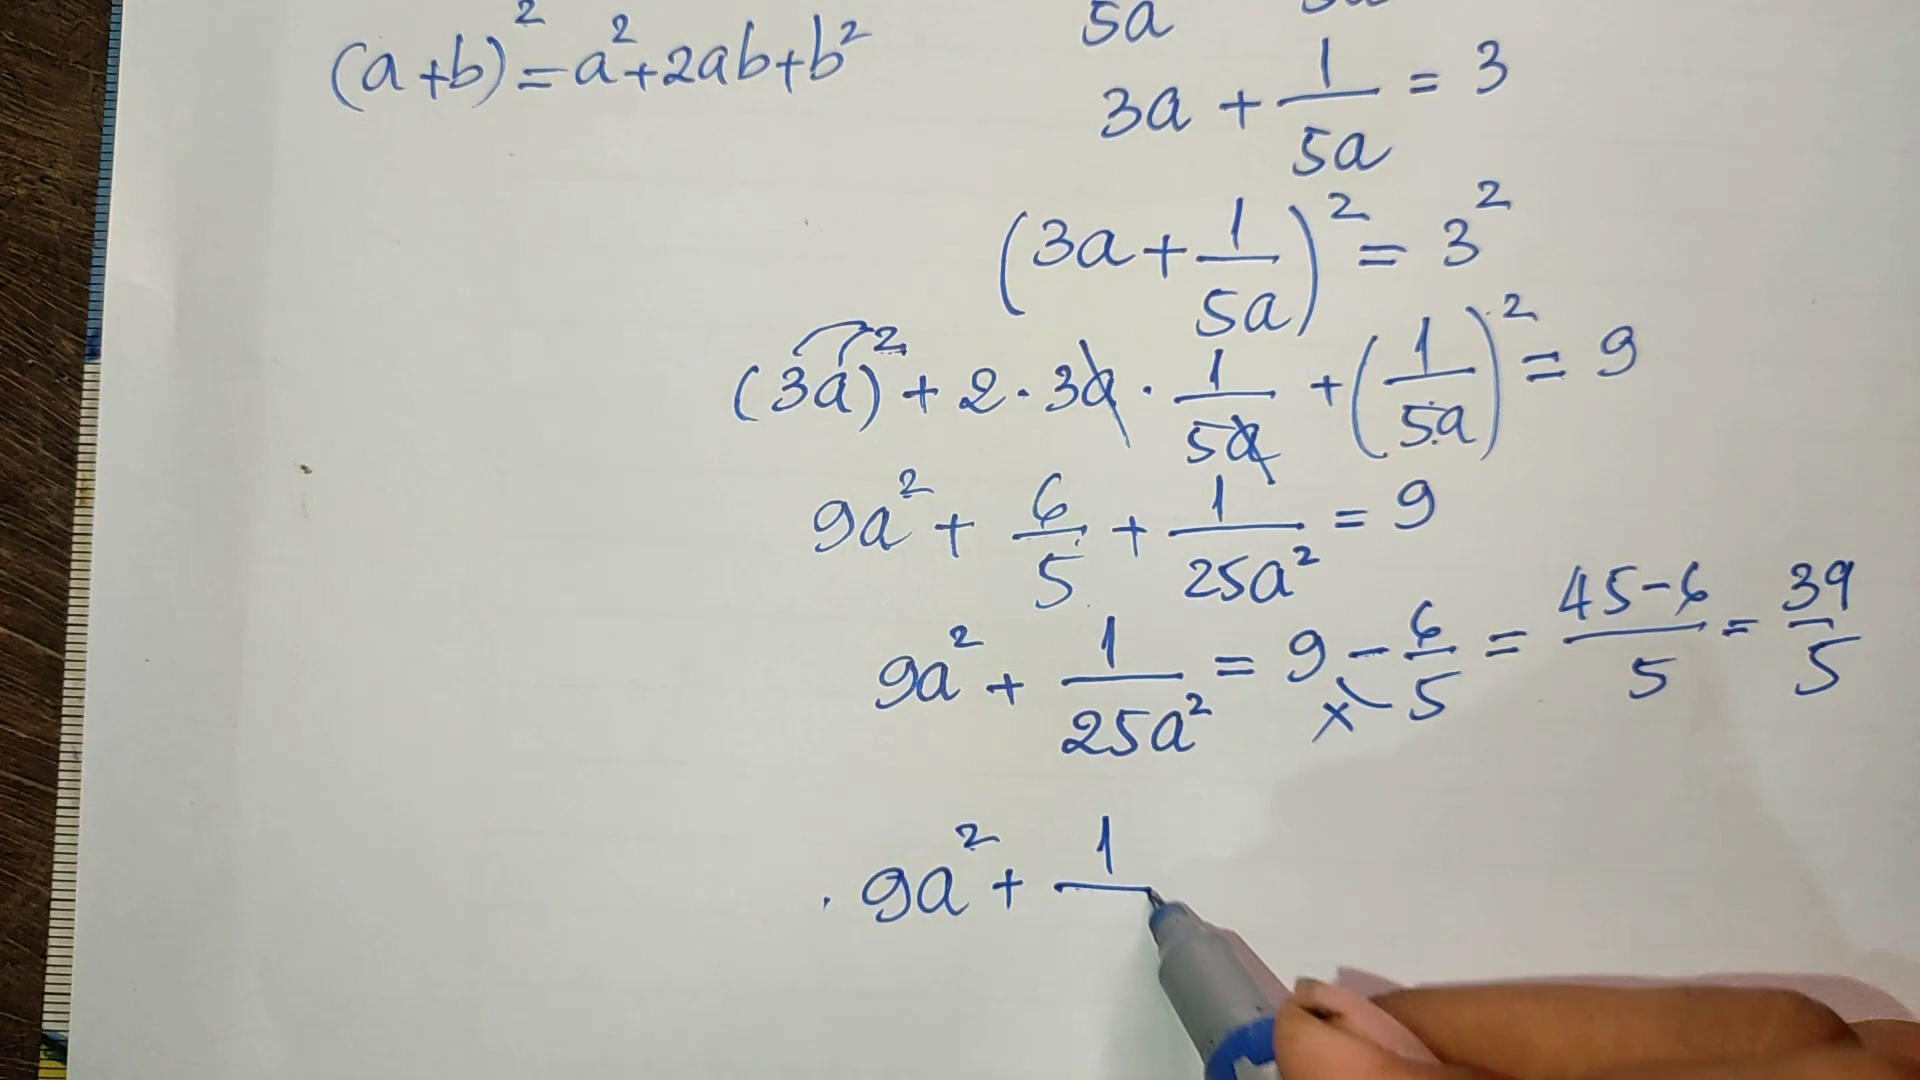 (a+b)²=a²+2ab+b²
5a
3a + 1/5a = 3
(3a + 1/5a)² = 3²
(3a)² + 2·3a · 1/5a + (1/5a)² = 9
9a² + 6/5 + 1/25a² = 9
9a² + 1/25a² = 9 - 6/5 = 45-6/5 = 39/5
9a² + 1